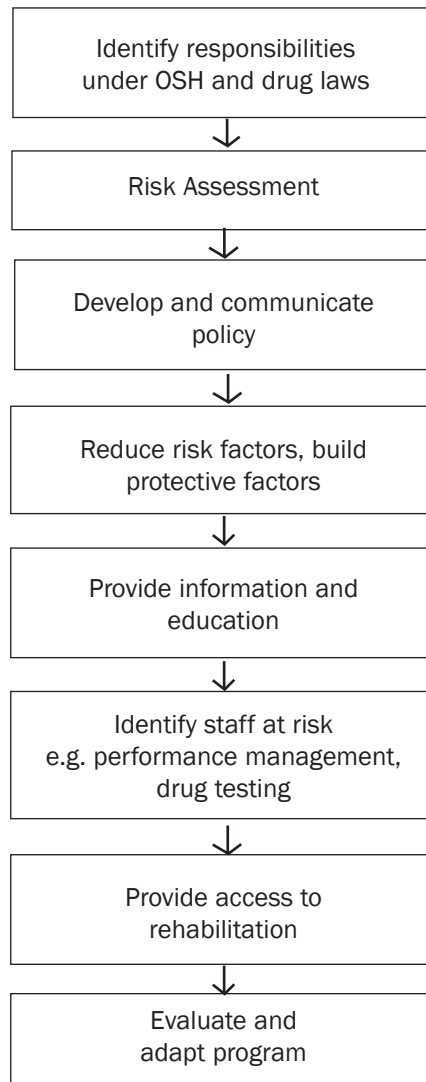 Identify responsibilities
under OSH and drug laws
Risk Assessment
Develop and communicate
policy
Reduce risk factors, build
protective factors
Provide information and
education
Identify staff at risk
e.g. performance management,
drug testing
Provide access to
rehabilitation
Evaluate and
adapt program